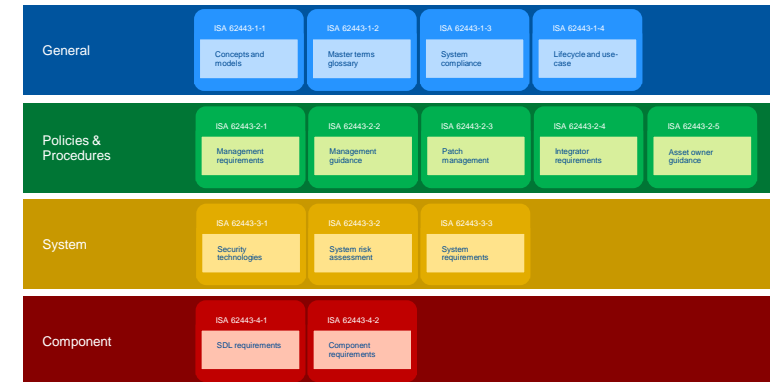 General
ISA 62443-1-1
Concepts and
models
ISA 62443-1-2
Master terms
glossary
ISA 62443-1-3
System
compliance
ISA 62443-1-4
Lifecycle and use-
case
Policies &
Procedures
ISA 62443-2-1
Management
requirements
ISA 62443-2-2
Management
guidance
ISA 62443-2-3
Patch
management
ISA 62443-2-4
Integrator
requirements
ISA 62443-2-5
Asset owner
guidance
System
ISA 62443-3-1
Security
technologies
ISA 62443-3-2
System risk
assessment
ISA 62443-3-3
System
requirements
Component
ISA 62443-4-1
SDL requirements
ISA 62443-4-2
Component
requirements